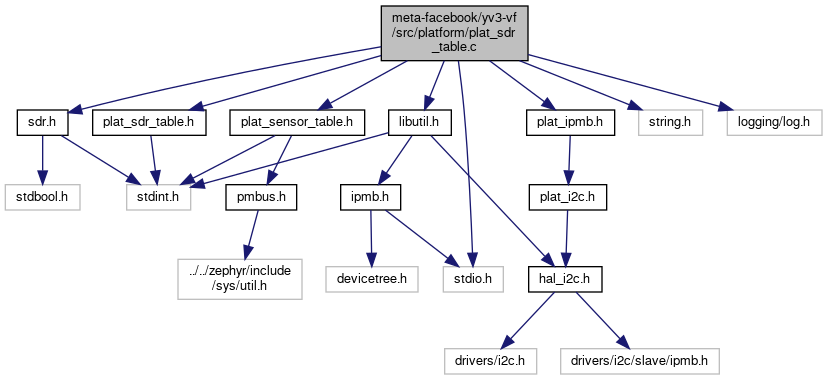 meta-facebook/yv3-vf
/src/platform/plat_sdr
_table.c
sdr.h
plat_sdr_table.h
plat_sensor_table.h
libutil.h
plat_ipmb.h
string.h
logging/log.h
stdbool.h
stdint.h
pmbus.h
ipmb.h
plat_i2c.h
../../zephyr/include
/sys/util.h
devicetree.h
stdio.h
hal_i2c.h
drivers/i2c.h
drivers/i2c/slave/ipmb.h